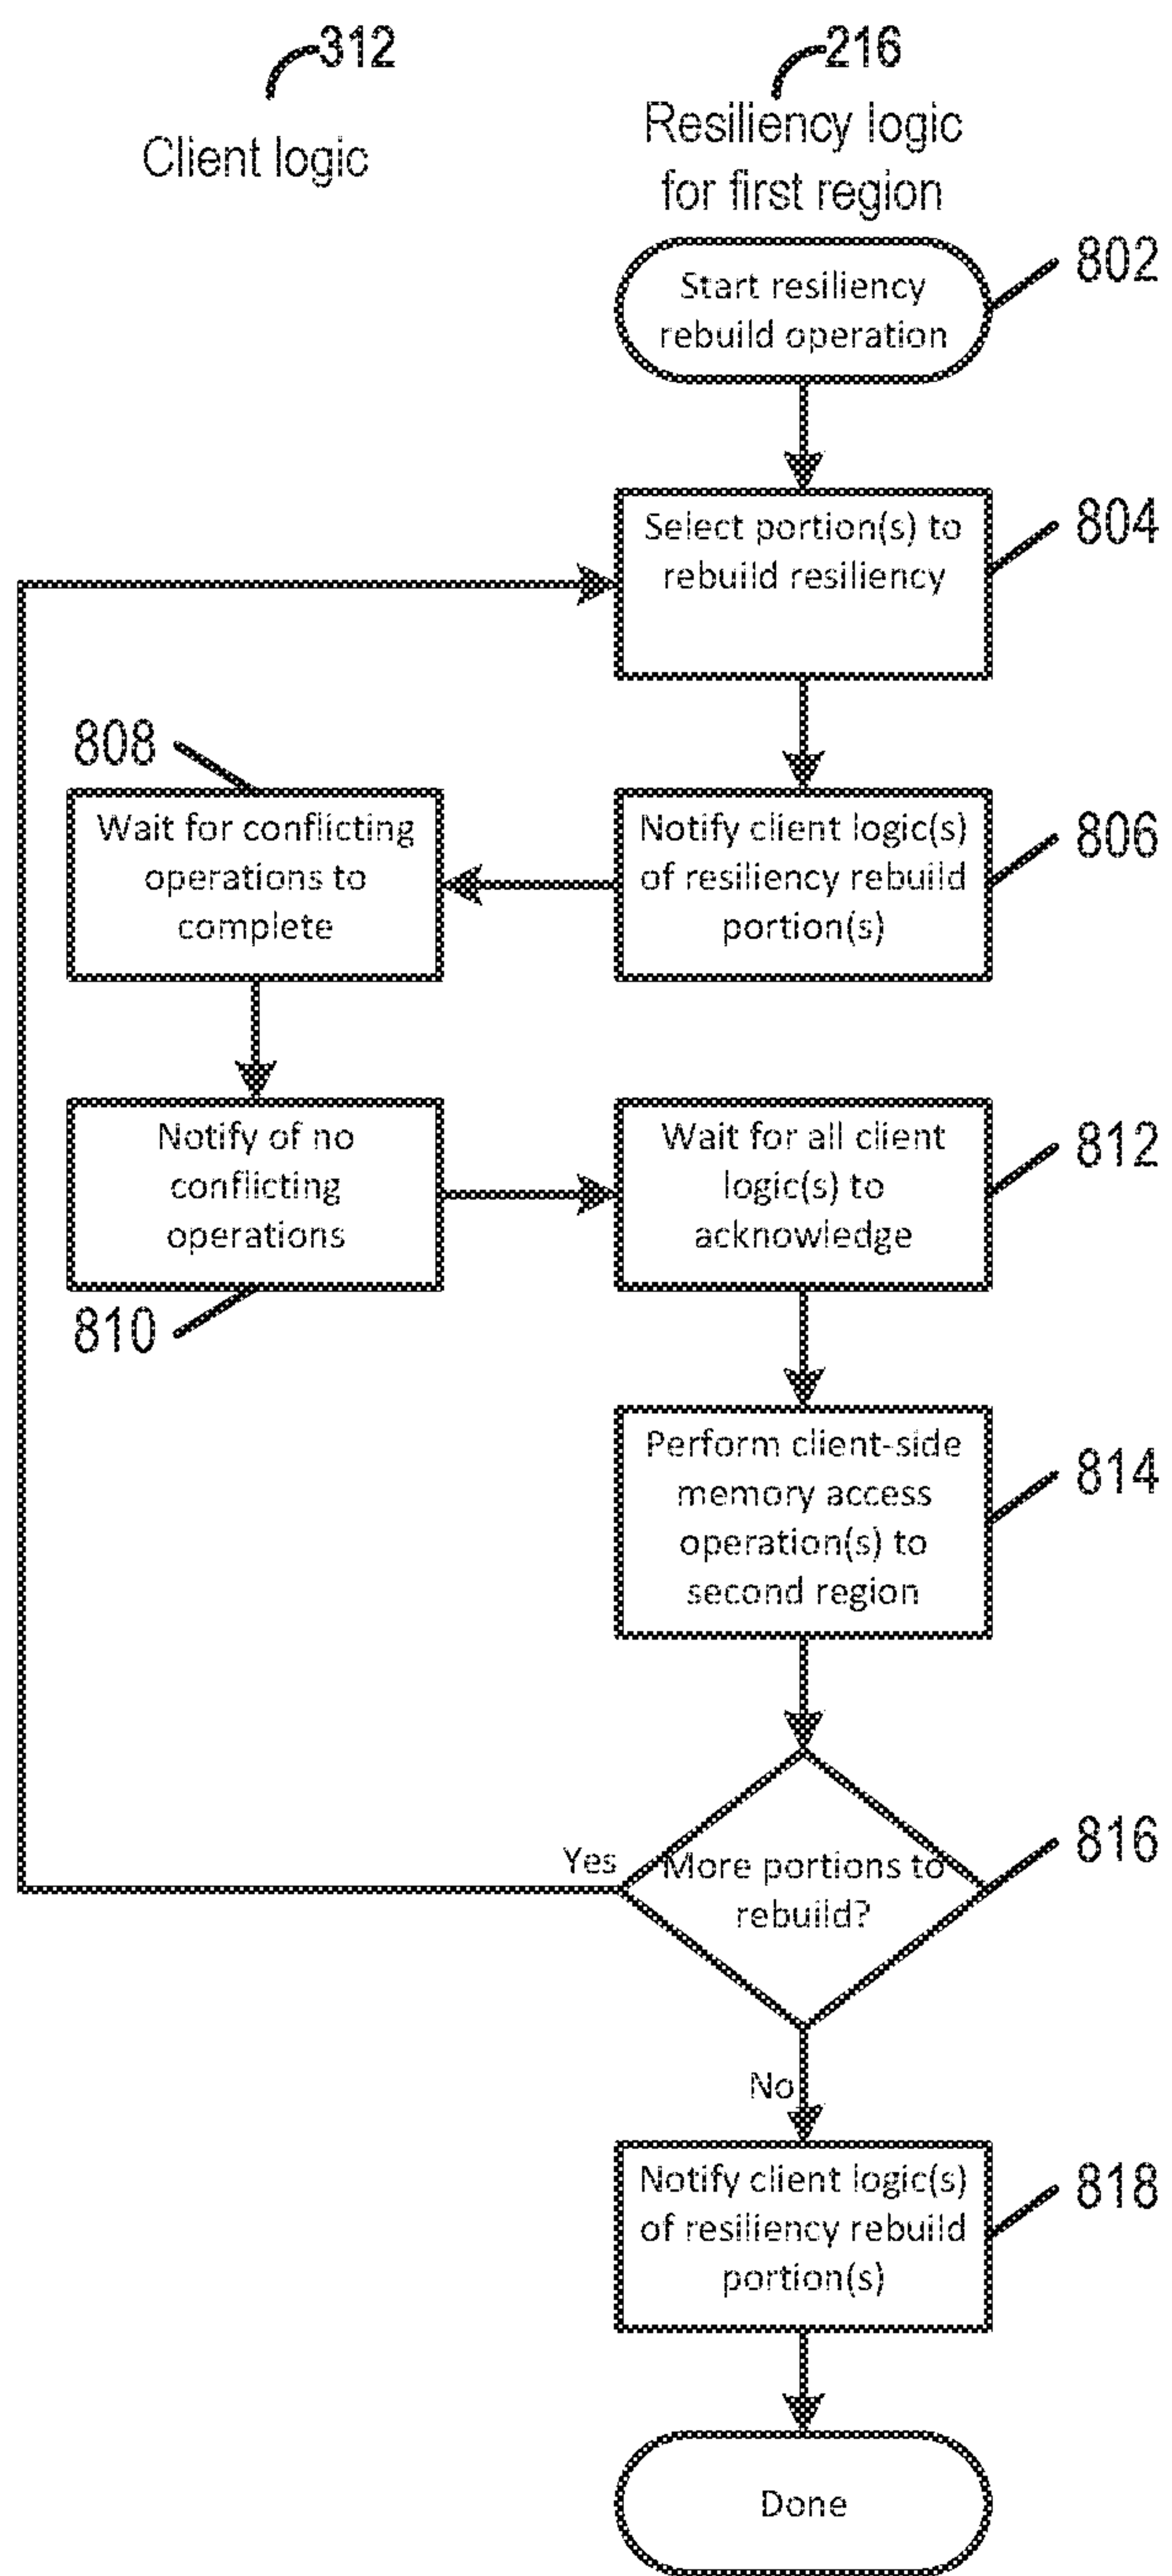 312
216
Client logic
Resiliency logic
for first region
802
Start resiliency
rebuild operation
804
Select portion(s) to
rebuild resiliency
808
806
Wait for conflicting
operations to
complete
Notify client logic(s)
of resiliency rebuild
portion(s)
Notify of no
conflicting
operations
810
812
Wait for all client
logic(s) to
acknowledge
814
Perform client-side
memory access
operation(s) to
second region
816
Yes
More portions to
rebuild?
No
818
Notify client logic(s)
of resiliency rebuild
portion(s)
Done